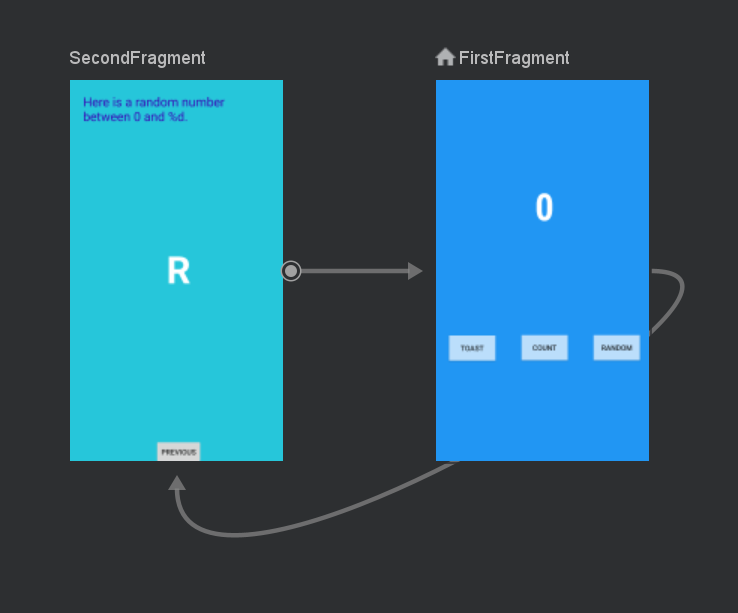 SecondFragment
FirstFragment
Here is a random number
between 0 and %d.
R
PREVIOUS
0
TOAST
COUNT
RANDOM